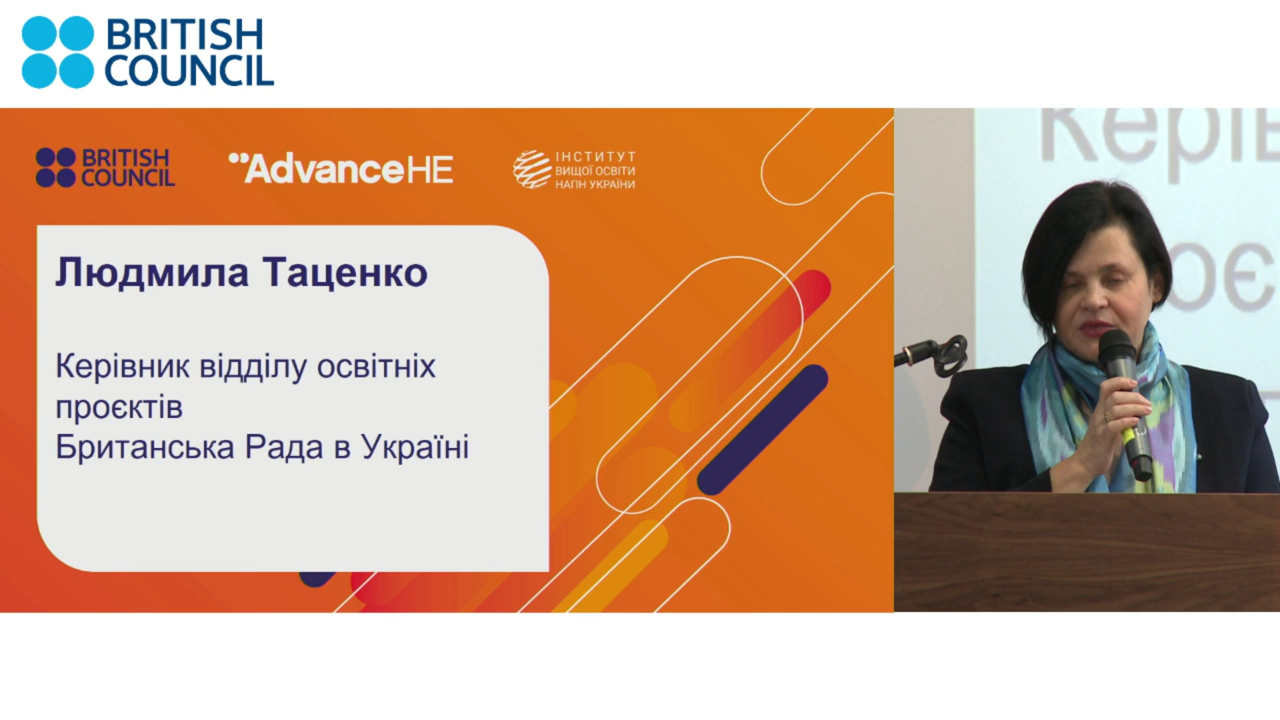 BRITISH
COUNCIL
BRITISH
COUNCIL
AdvanceHE
ІНСТИТУТ
ВИЩОЇ ОСВІТИ
НАПН УКРАЇНИ
Людмила Таценко
Керівник відділу освітніх
проєктів
Британська Рада в Україні